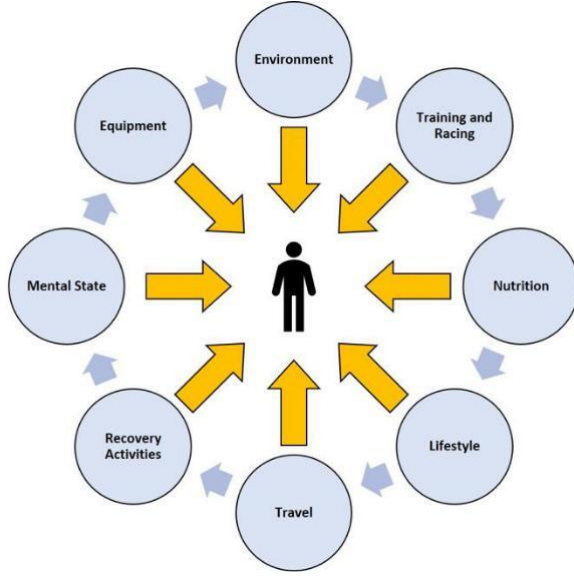 Environment
Training and
Racing
Nutrition
Lifestyle
Travel
Recovery
Activities
Mental State
Equipment